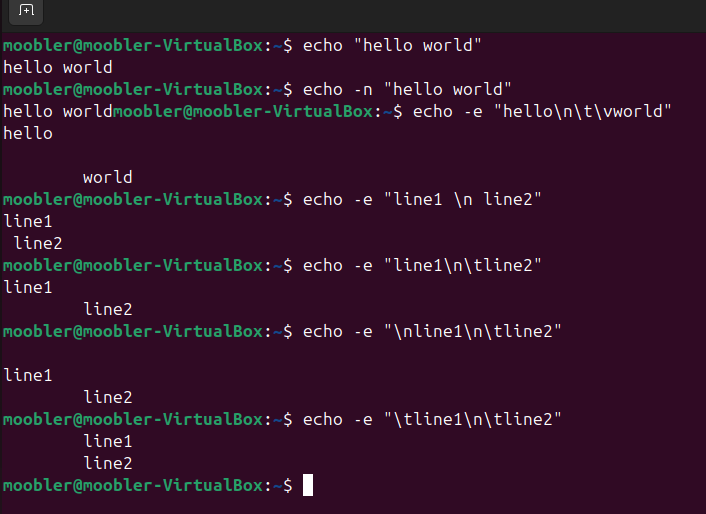 moobler@moobler-VirtualBox:~$ echo "hello world"
hello world
moobler@moobler-VirtualBox:~$ echo -n "hello world"
hello worldmoobler@moobler-VirtualBox:~$ echo -e "hello\n\t\vworld"
hello

        world
moobler@moobler-VirtualBox:~$ echo -e "line1 \n line2"
line1
 line2
moobler@moobler-VirtualBox:~$ echo -e "line1\n\tline2"
line1
        line2
moobler@moobler-VirtualBox:~$ echo -e "\nline1\n\tline2"

line1
        line2
moobler@moobler-VirtualBox:~$ echo -e "\tline1\n\tline2"
        line1
        line2
moobler@moobler-VirtualBox:~$